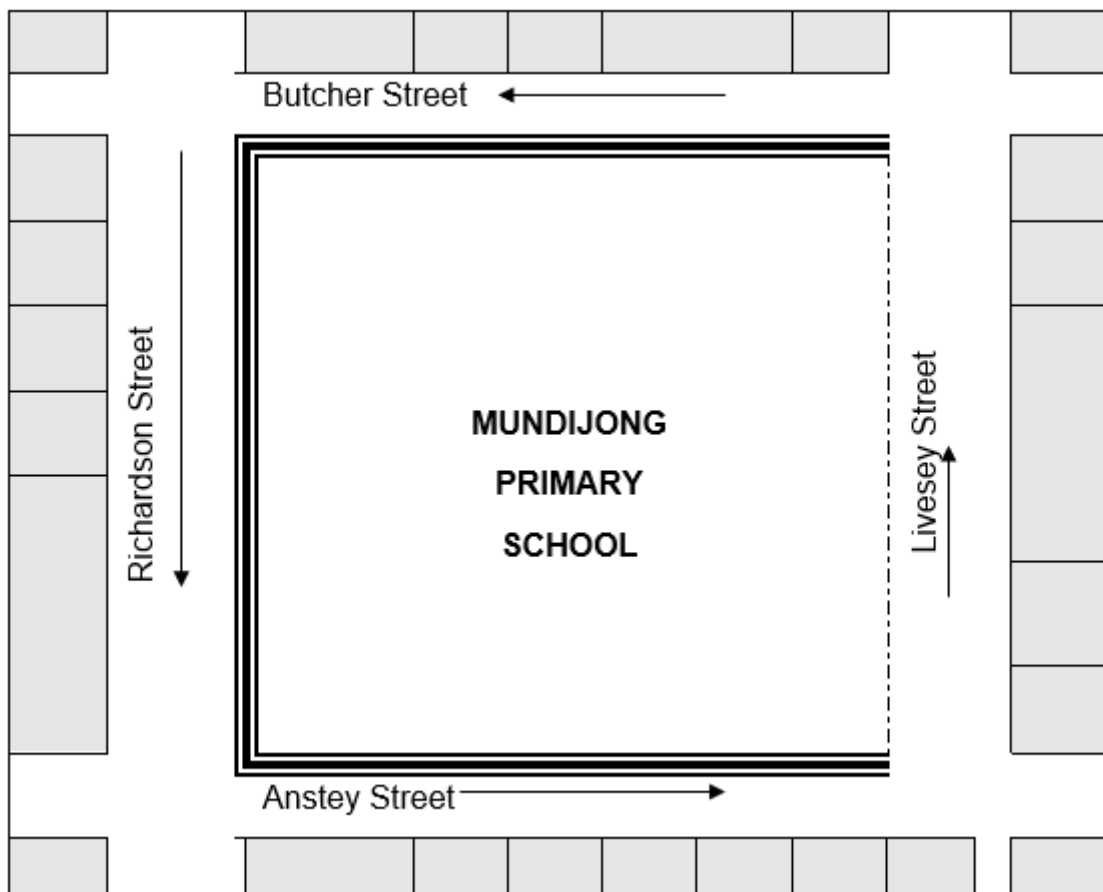 Butcher Street
Richardson Street
MUNDIJONG
PRIMARY
SCHOOL
Livesey Street
Anstey Street